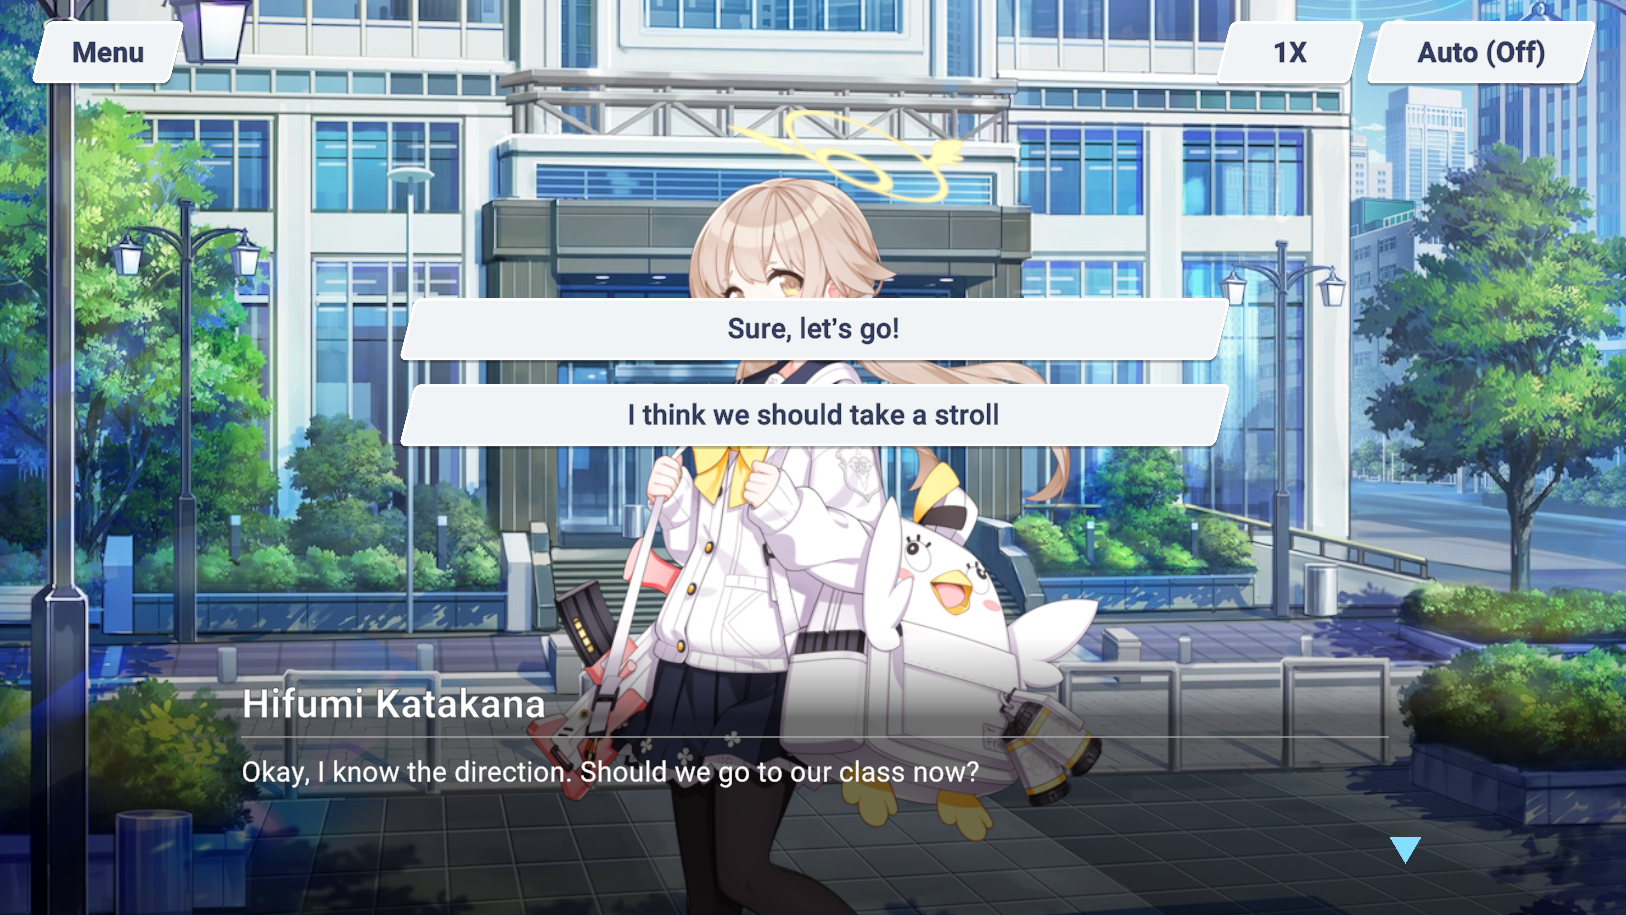 Menu
1X
Auto (Off)
Sure, let's go!
I think we should take a stroll
Hifumi Katakana
Okay, I know the direction. Should we go to our class now?